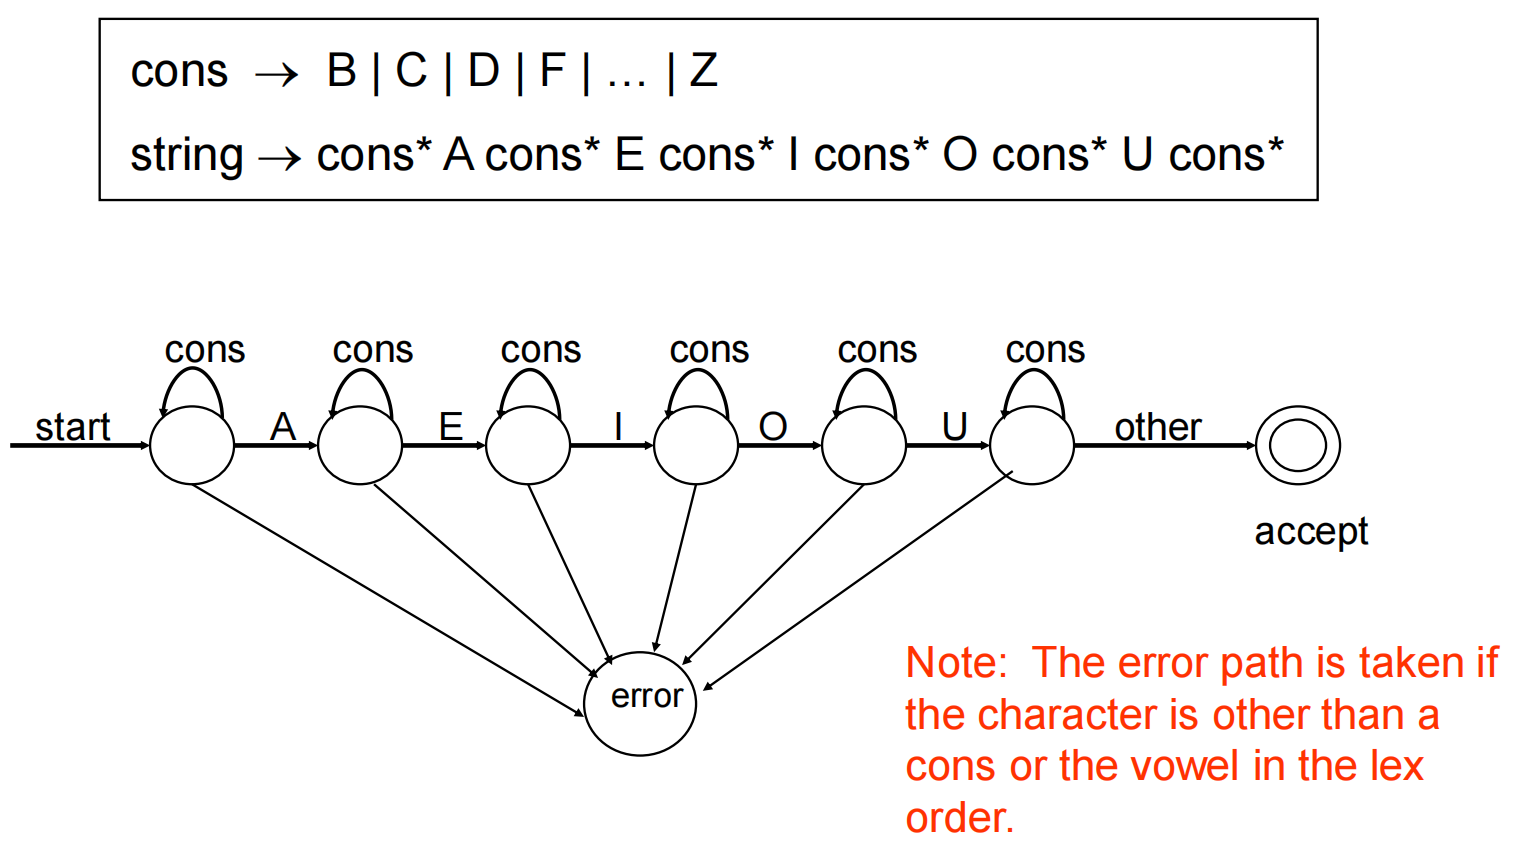 cons → B | C | D | F | … | Z
string → cons* A cons* E cons* I cons* O cons* U cons*
cons cons cons cons cons cons
start A E I O U other
accept
error
Note: The error path is taken if
the character is other than a
cons or the vowel in the lex
order.